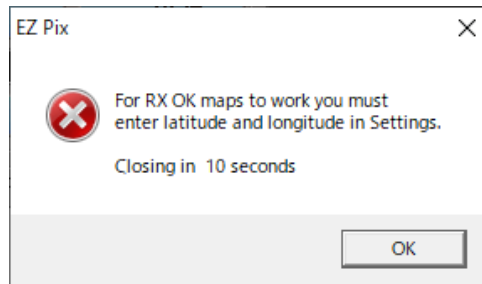 EZ Pix
For RX OK maps to work you must
enter latitude and longitude in Settings.
Closing in 10 seconds
OK